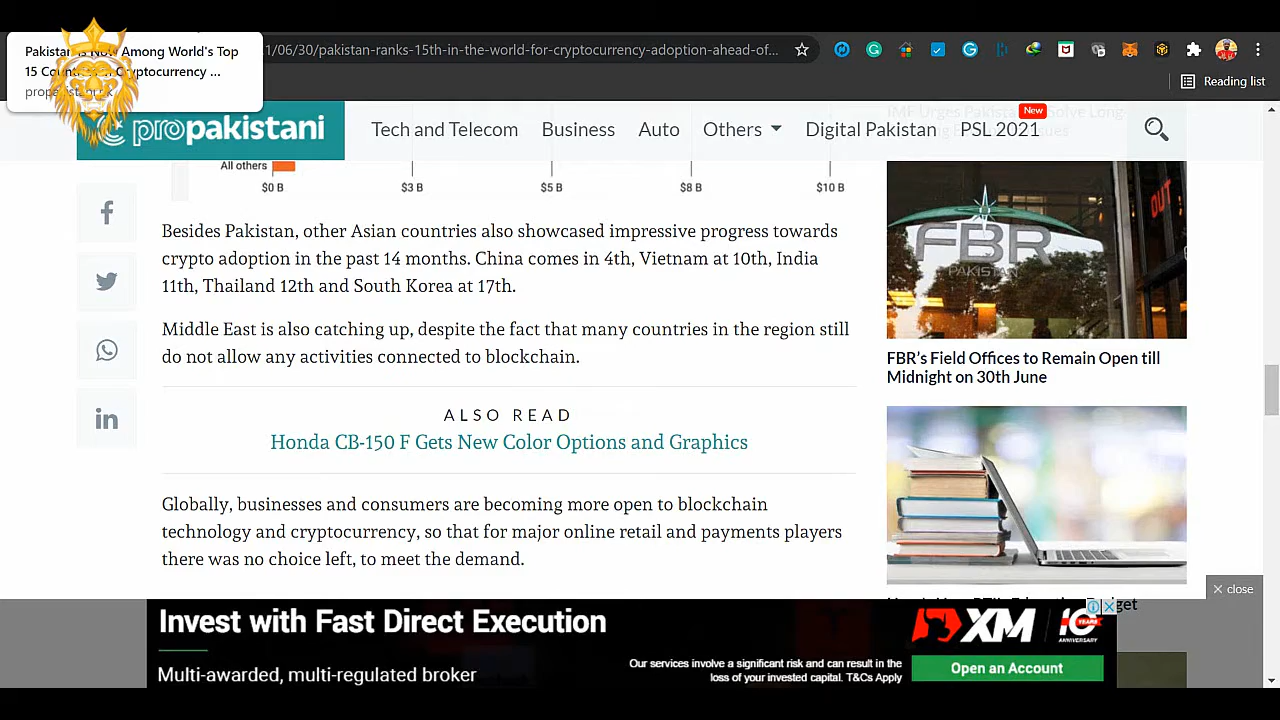 Pakistan is Now Among World's Top
15 Countries in Cryptocurrency ...
1/06/30/pakistan-ranks-15th-in-the-world-for-cryptocurrency-adoption-ahead-of...
Reading list
propakistani
Tech and Telecom
Business
Auto
Others
Digital Pakistan
PSL 2021
New
All others
$0 B
$3 B
$5 B
$8 B
$10 B
Besides Pakistan, other Asian countries also showcased impressive progress towards
crypto adoption in the past 14 months. China comes in 4th, Vietnam at 10th, India
11th, Thailand 12th and South Korea at 17th.
Middle East is also catching up, despite the fact that many countries in the region still
do not allow any activities connected to blockchain.
ALSO READ
Honda CB-150 F Gets New Color Options and Graphics
Globally, businesses and consumers are becoming more open to blockchain
technology and cryptocurrency, so that for major online retail and payments players
there was no choice left, to meet the demand.
IMF Urges Pakistan to Solve Long-
FBR
PAKISTAN
OUT
FBR's Field Offices to Remain Open till
Midnight on 30th June
close
Invest with Fast Direct Execution
Multi-awarded, multi-regulated broker
Our services involve a significant risk and can result in the
loss of your invested capital. T&Cs Apply
XM
10
YEARS
ANNIVERSARY
Open an Account